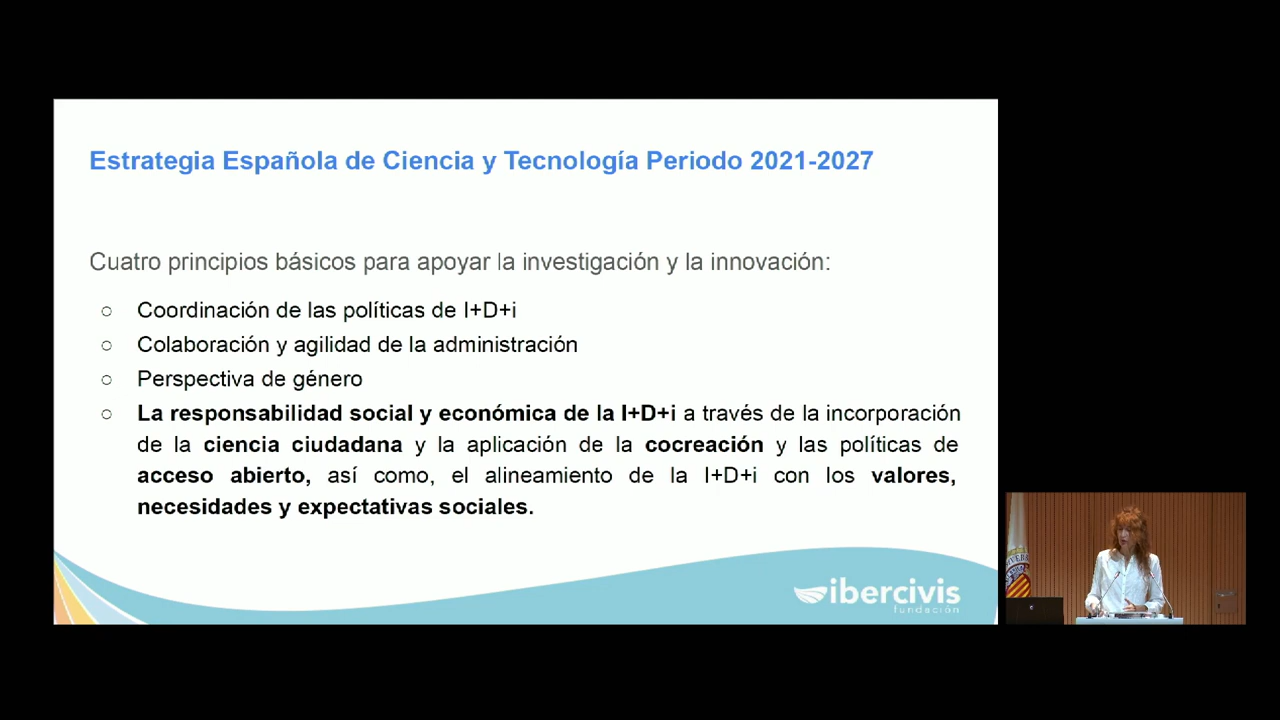 Estrategia Española de Ciencia y Tecnología Periodo 2021-2027
Cuatro principios básicos para apoyar la investigación y la innovación:
○ Coordinación de las políticas de I+D+i
○ Colaboración y agilidad de la administración
○ Perspectiva de género
○ La responsabilidad social y económica de la I+D+i a través de la incorporación
de la ciencia ciudadana y la aplicación de la cocreación y las políticas de
acceso abierto, así como, el alineamiento de la I+D+i con los valores,
necesidades y expectativas sociales.
ibercivis
fundación